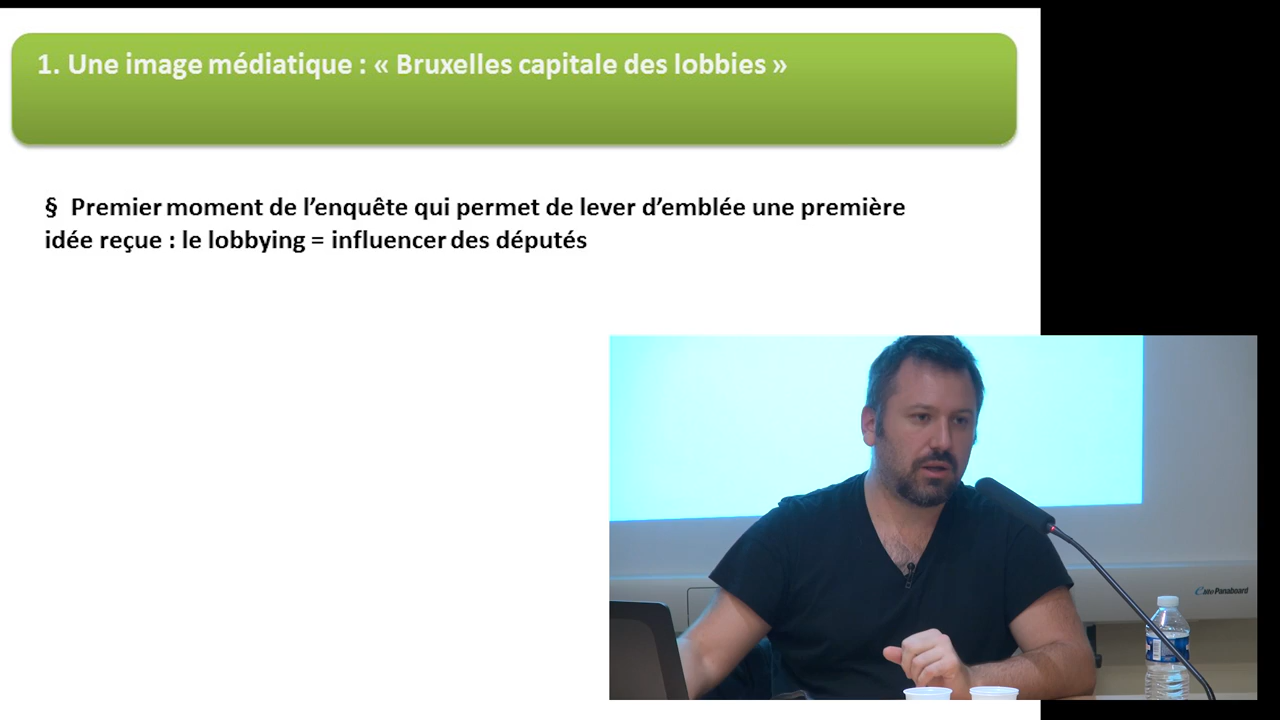 1. Une image médiatique : « Bruxelles capitale des lobbies »
§ Premier moment de l’enquête qui permet de lever d’emblée une première
idée reçue : le lobbying = influencer des députés
Panaboard